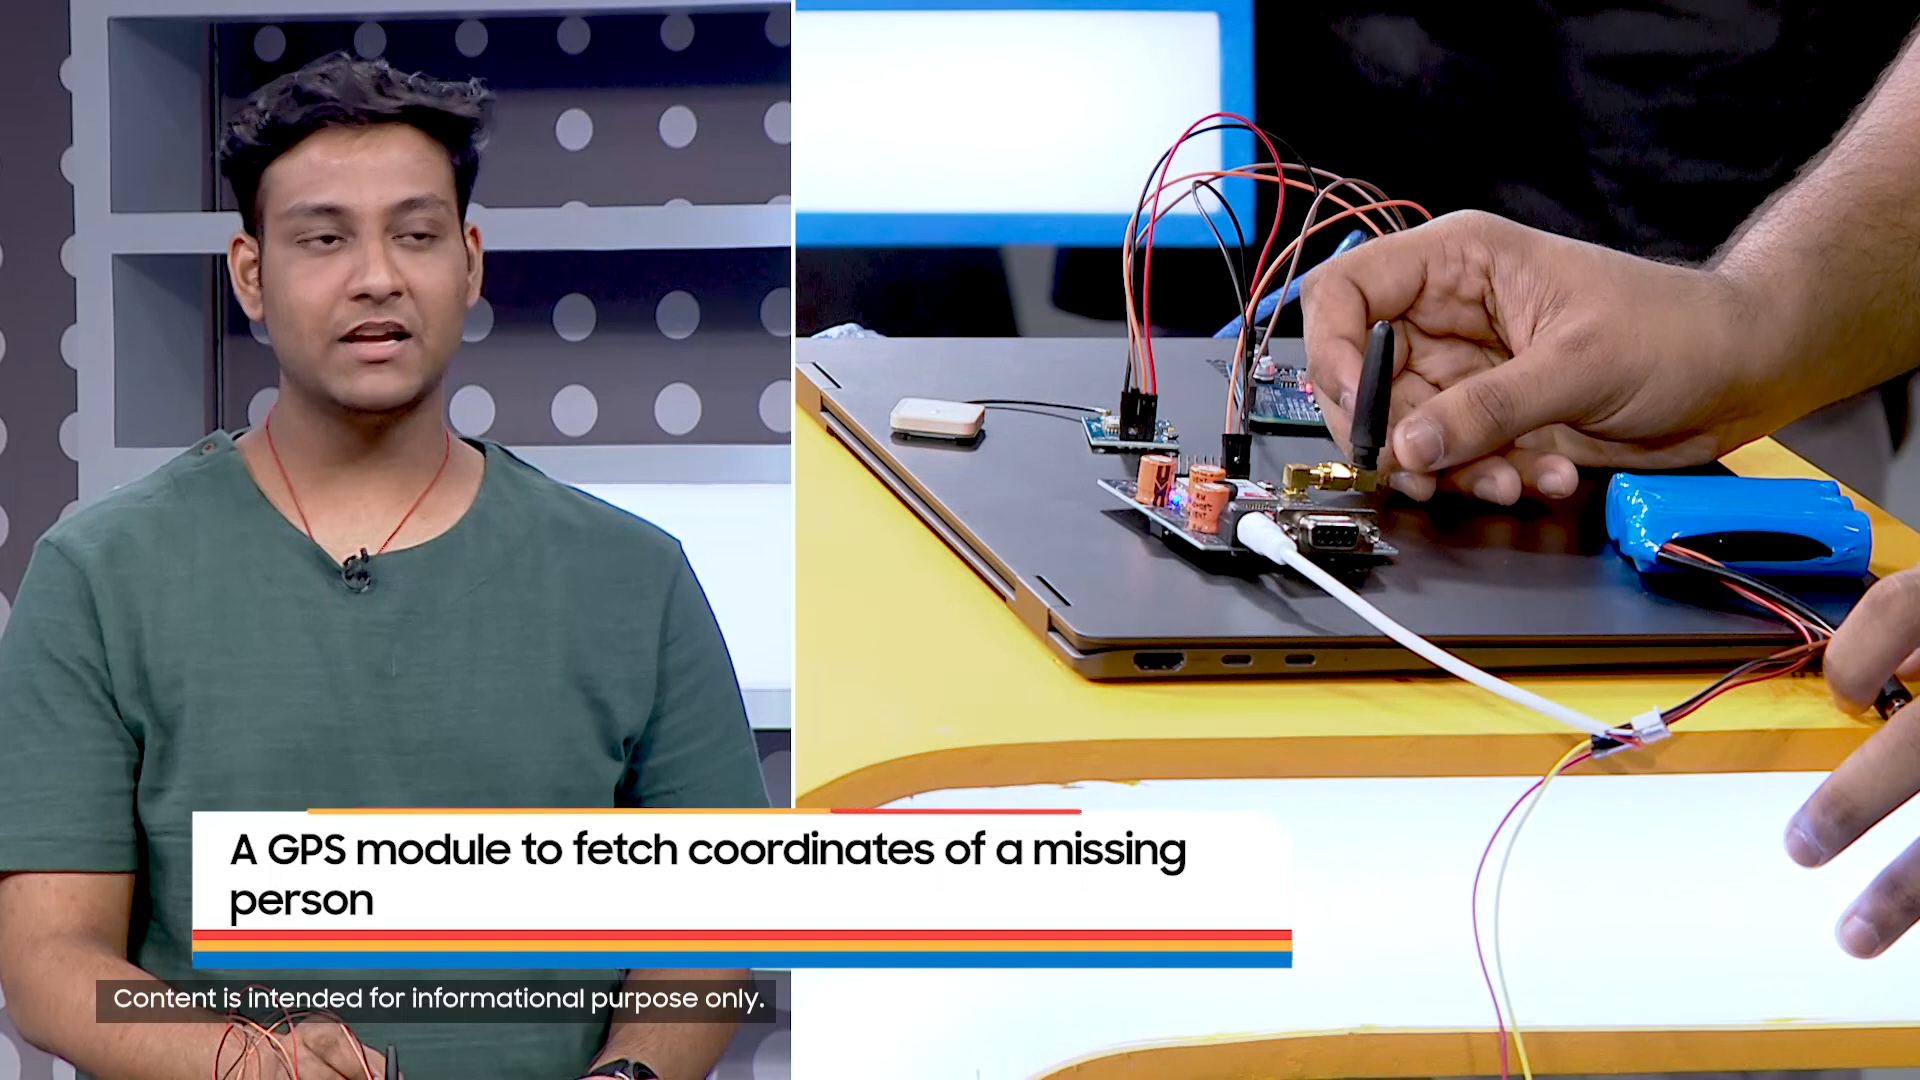 A GPS module to fetch coordinates of a missing
person
Content is intended for informational purpose only.